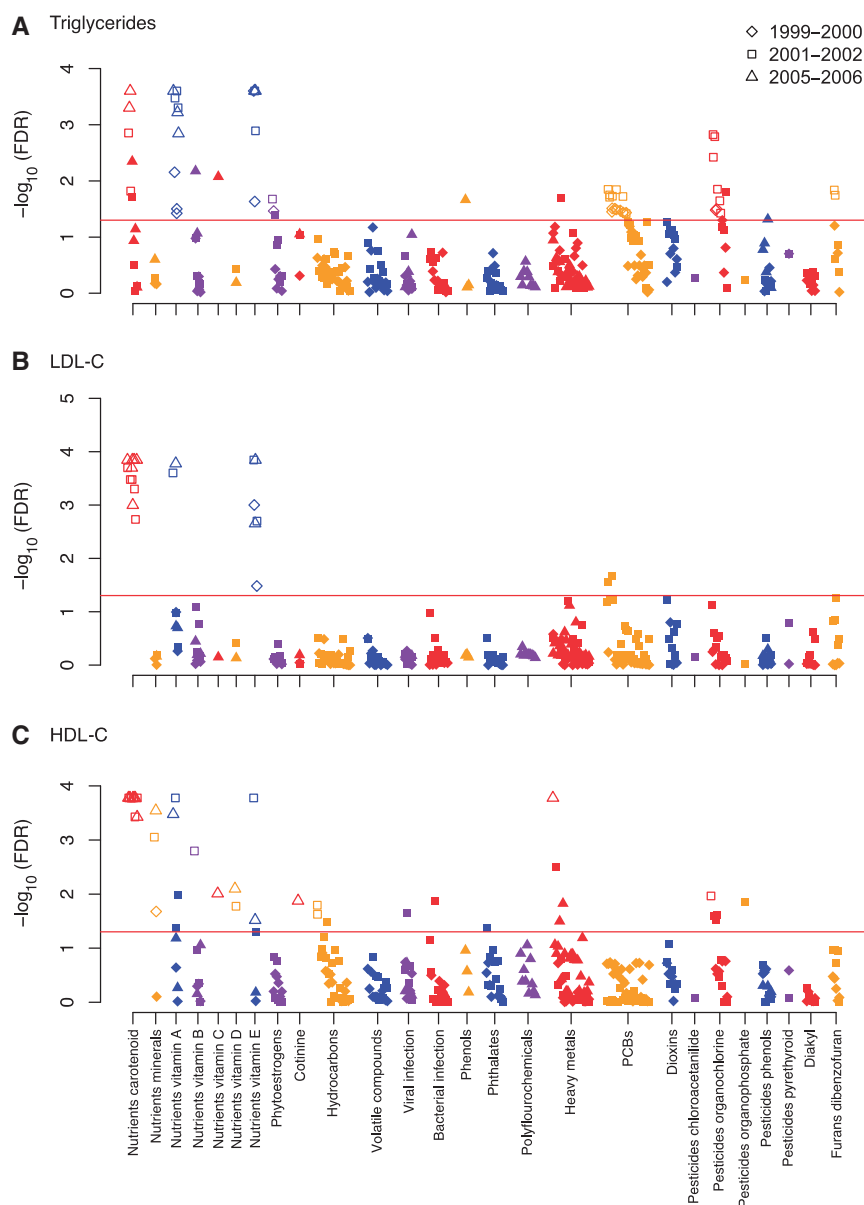 A Triglycerides
1999–2000
2001–2002
2005–2006
4
3
2
1
0
−log10 (FDR)
B LDL-C
5
4
3
2
1
0
−log10 (FDR)
C HDL-C
4
3
2
1
0
−log10 (FDR)
Nutrients carotenoid
Nutrients minerals
Nutrients vitamin A
Nutrients vitamin B
Nutrients vitamin C
Nutrients vitamin D
Nutrients vitamin E
Phytoestrogens
Cotinine
Hydrocarbons
Volatile compounds
Viral infection
Bacterial infection
Phenols
Phthalates
Polyflourochemicals
Heavy metals
PCBs
Dioxins
Pesticides chloroacetanilide
Pesticides organochlorine
Pesticides organophosphate
Pesticides phenols
Pesticides pyrethyroid
Diakyl
Furans dibenzofuran